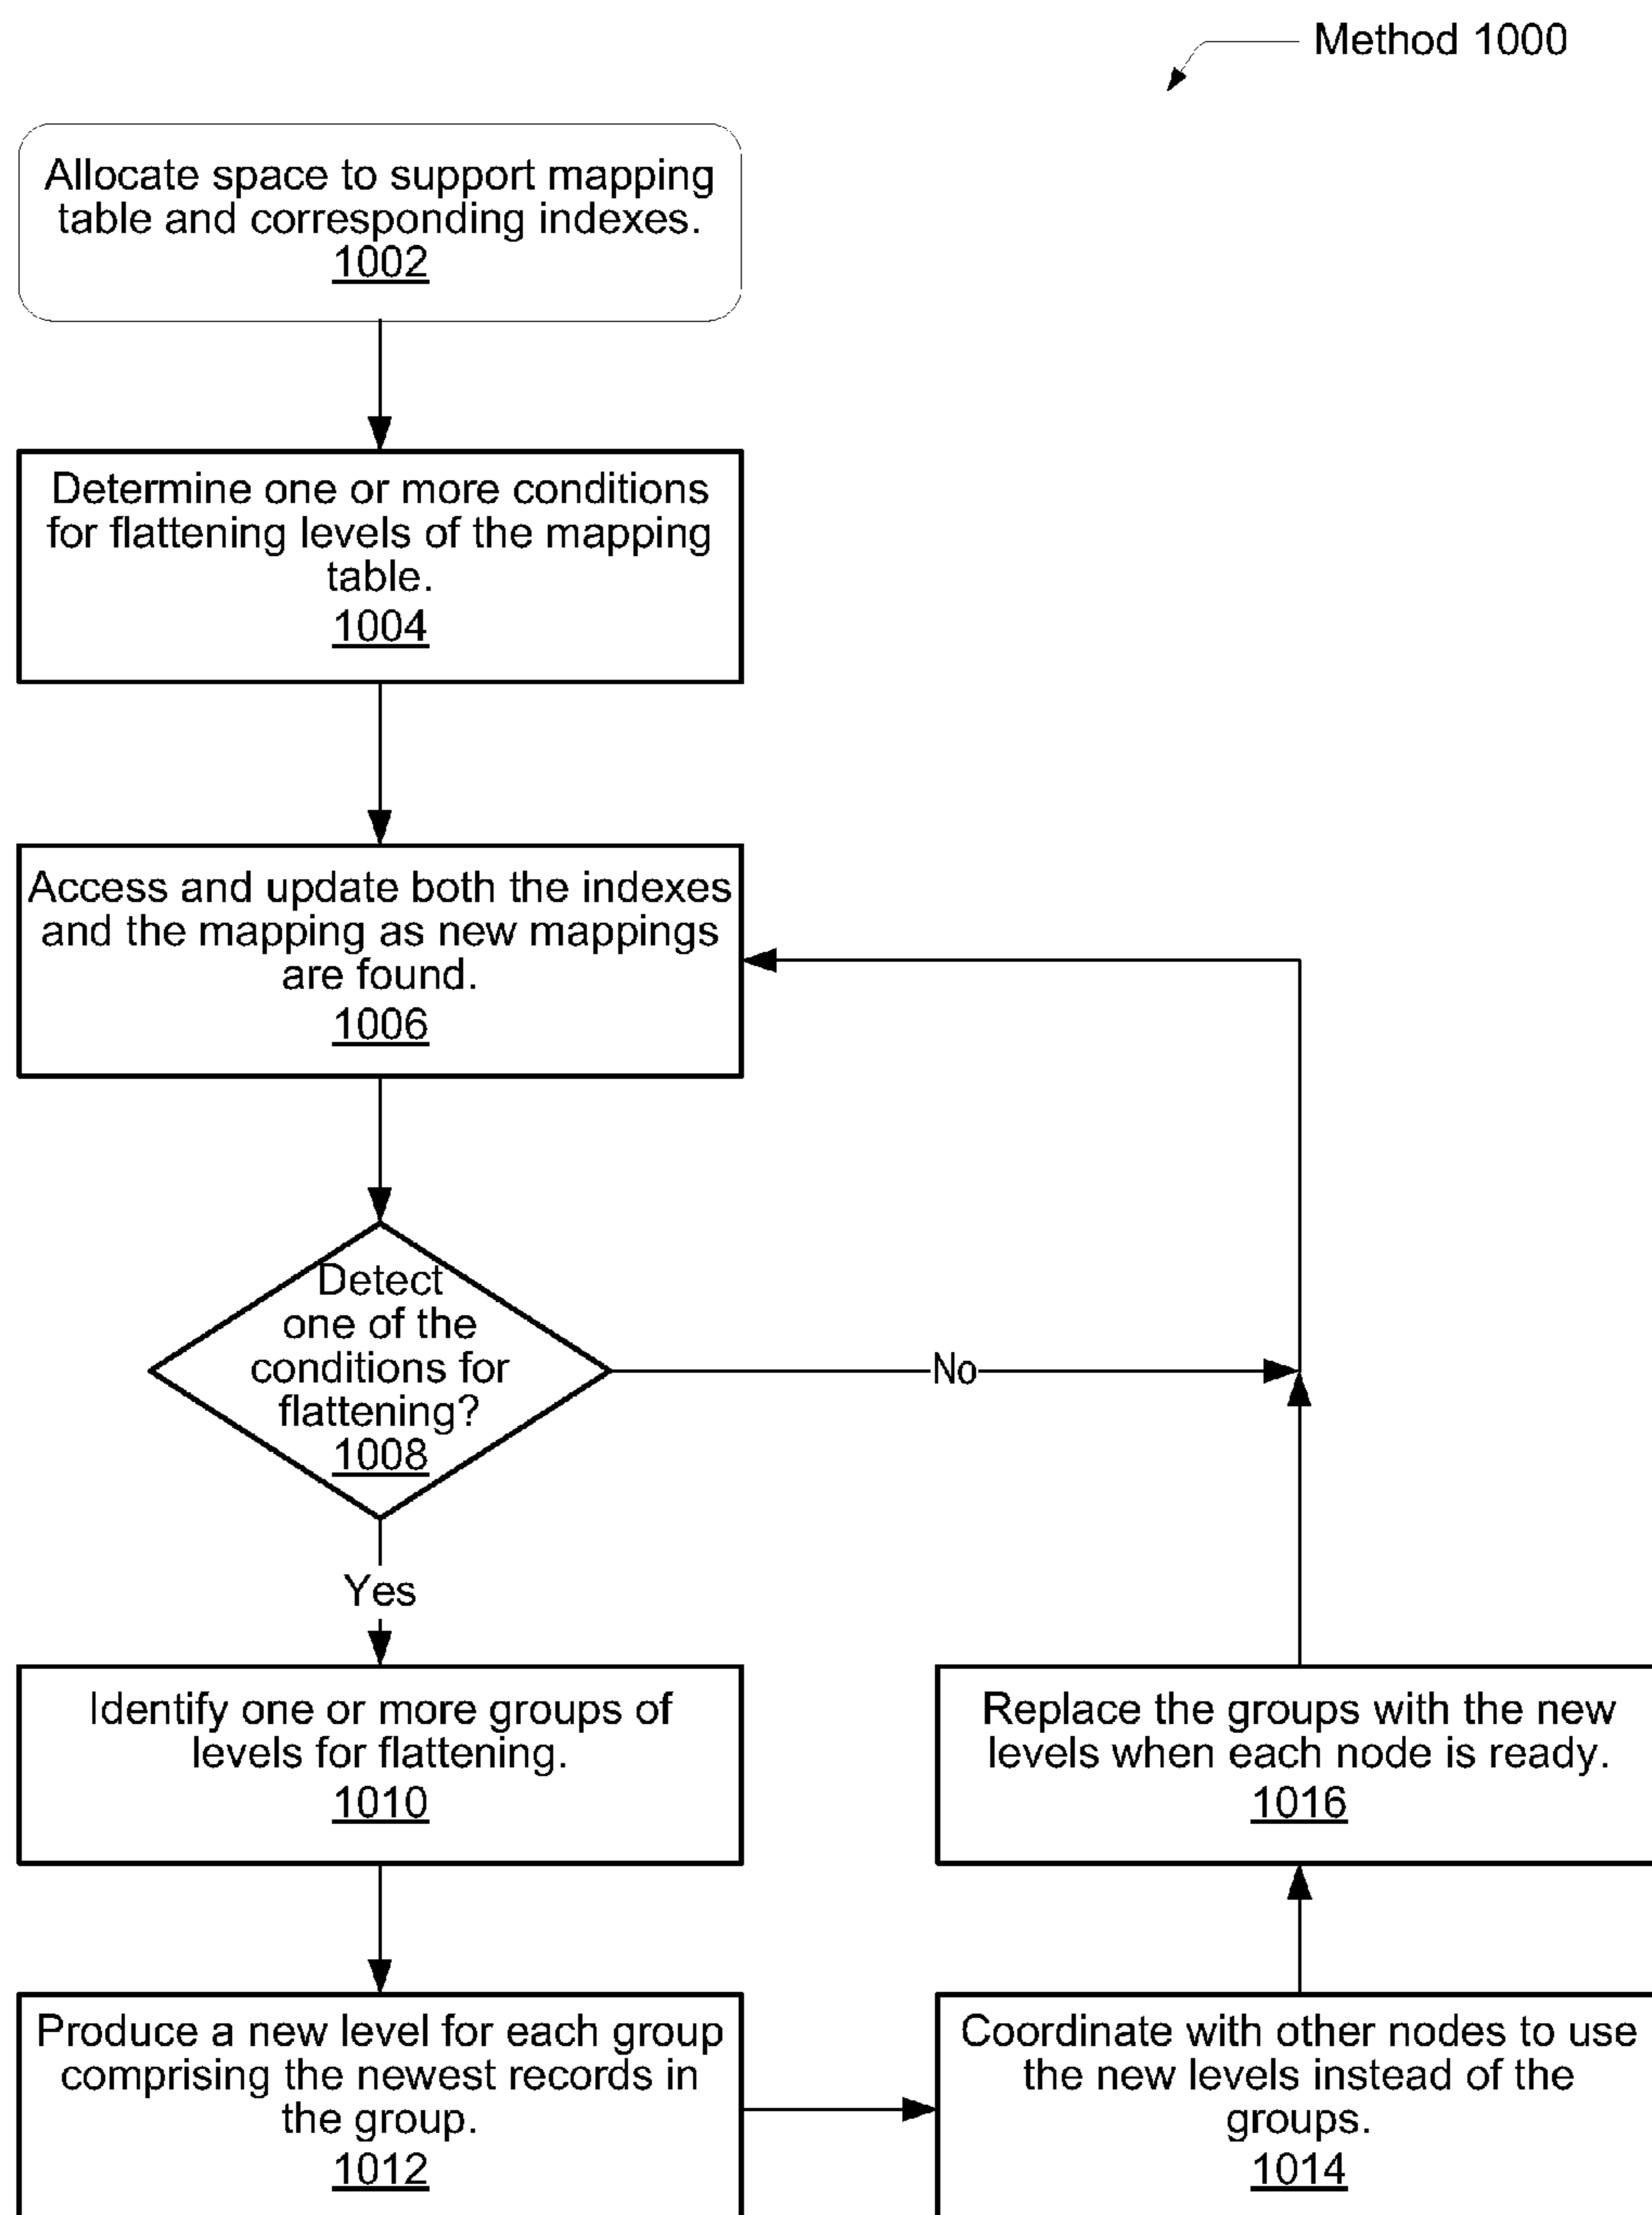 Method 1000
Allocate space to support mapping
table and corresponding indexes.
1002
Determine one or more conditions
for flattening levels of the mapping
table.
1004
Access and update both the indexes
and the mapping as new mappings
are found.
1006
Detect
one of the
conditions for
flattening?
1008
No
Yes
Identify one or more groups of
levels for flattening.
1010
Produce a new level for each group
comprising the newest records in
the group.
1012
Coordinate with other nodes to use
the new levels instead of the
groups.
1014
Replace the groups with the new
levels when each node is ready.
1016